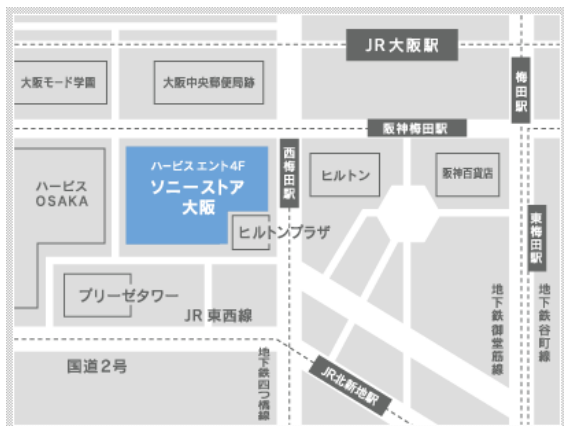 JR大阪駅
大阪モード学園
大阪中央郵便局跡
梅田駅
阪神梅田駅
西梅田駅
ハービス エント4F
ソニーストア
大阪
ハービス
OSAKA
ヒルトン
阪神百貨店
ヒルトンプラザ
東梅田駅
ブリーゼタワー
JR東西線
地下鉄御堂筋線
地下鉄谷町線
国道2号
地下鉄四つ橋線
JR北新地駅